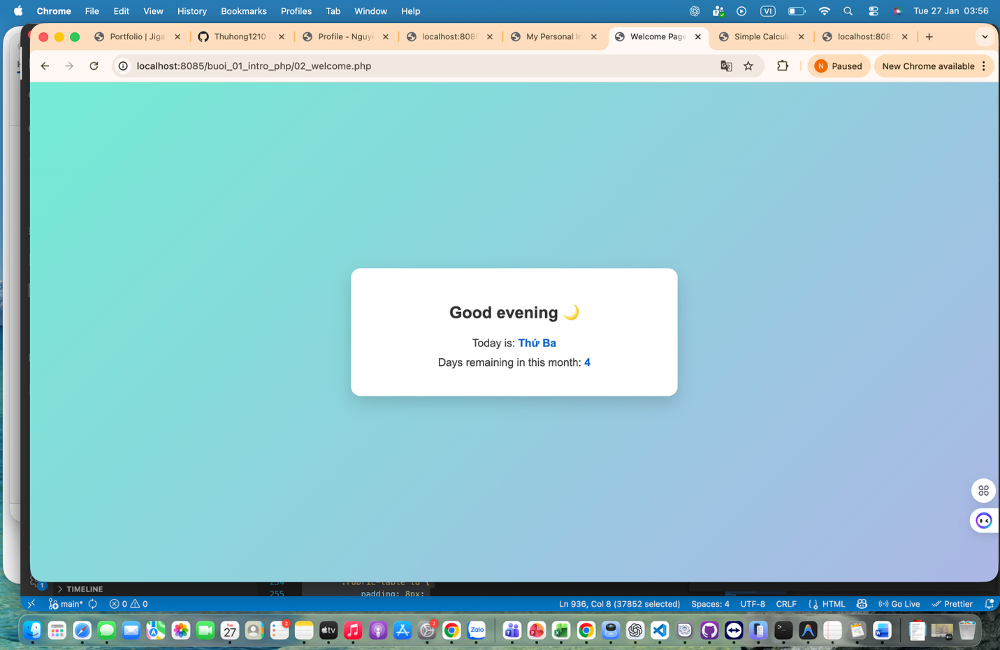 Chrome File Edit View History Bookmarks Profiles Tab Window Help VI Tue 27 Jan 03:56
Portfolio | Jiga Thuhong1210 Profile - Nguy localhost:808 My Personal In Welcome Page Simple Calcul localhost:808
localhost:8085/buoi_01_intro_php/02_welcome.php N Paused New Chrome available
Good evening 🌙
Today is: Thứ Ba
Days remaining in this month: 4
1 TIMELINE
255 padding: 8px;
main* 0 0 Ln 936, Col 8 (37852 selected) Spaces: 4 UTF-8 CRLF HTML Go Live Prettier
27 2 tv 2 Zalo